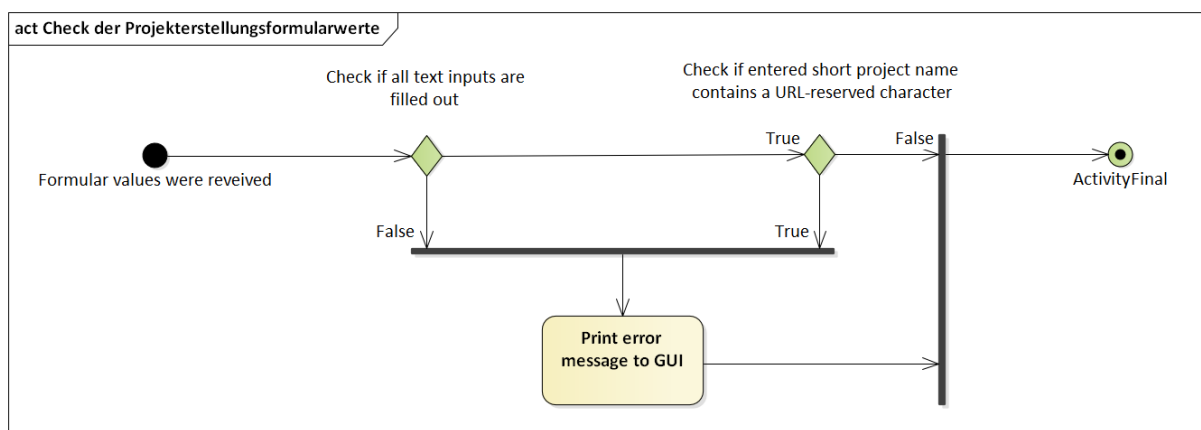 act Check der Projekterstellungsformularwerte
Check if all text inputs are
filled out
Check if entered short project name
contains a URL-reserved character
True
False
Formular values were reveived
ActivityFinal
False
True
Print error
message to GUI